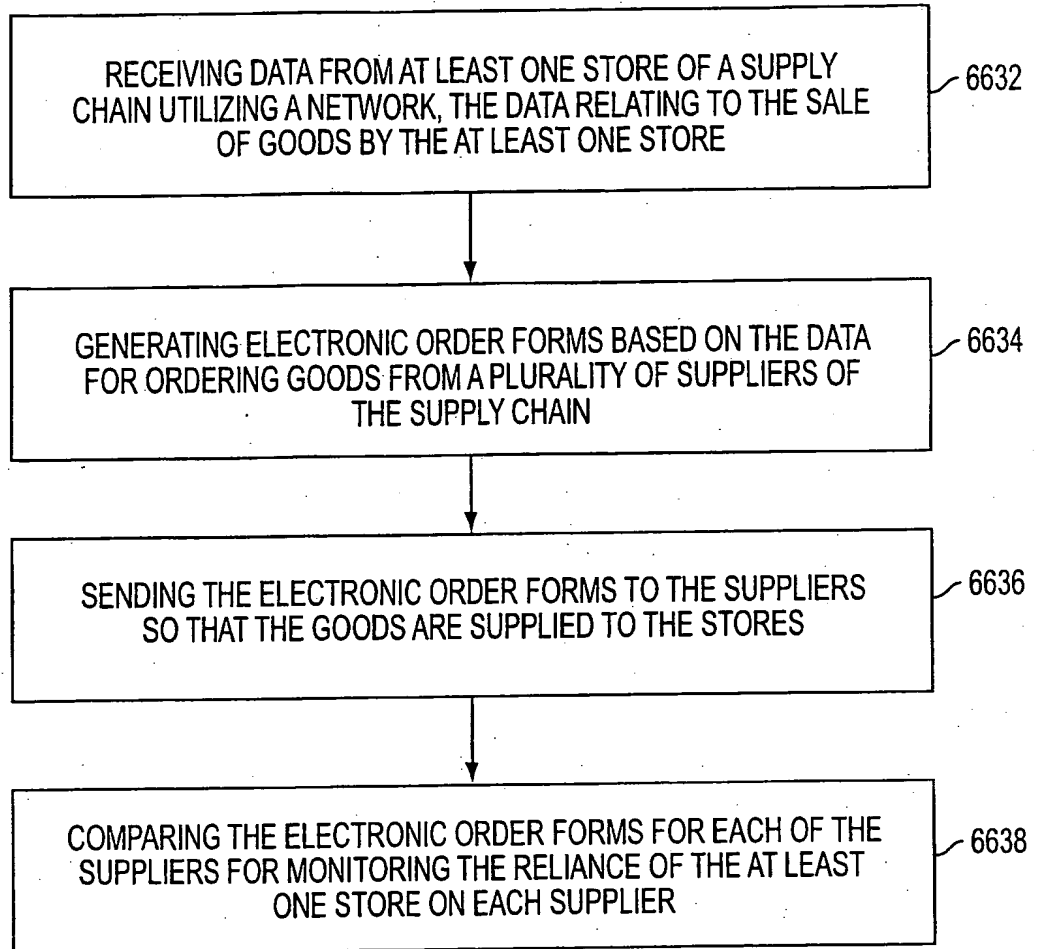 RECEIVING DATA FROM AT LEAST ONE STORE OF A SUPPLY
CHAIN UTILIZING A NETWORK, THE DATA RELATING TO THE SALE
OF GOODS BY THE AT LEAST ONE STORE
6632
GENERATING ELECTRONIC ORDER FORMS BASED ON THE DATA
FOR ORDERING GOODS FROM A PLURALITY OF SUPPLIERS OF
THE SUPPLY CHAIN
6634
SENDING THE ELECTRONIC ORDER FORMS TO THE SUPPLIERS
SO THAT THE GOODS ARE SUPPLIED TO THE STORES
6636
COMPARING THE ELECTRONIC ORDER FORMS FOR EACH OF THE
SUPPLIERS FOR MONITORING THE RELIANCE OF THE AT LEAST
ONE STORE ON EACH SUPPLIER
6638